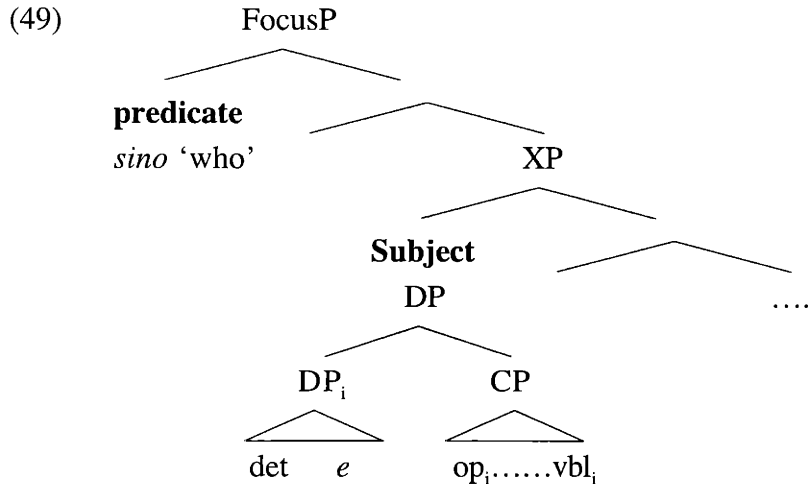 (49) FocusP
predicate
sino ‘who’ XP
Subject
DP ....
DPi CP
det e opi......vbli